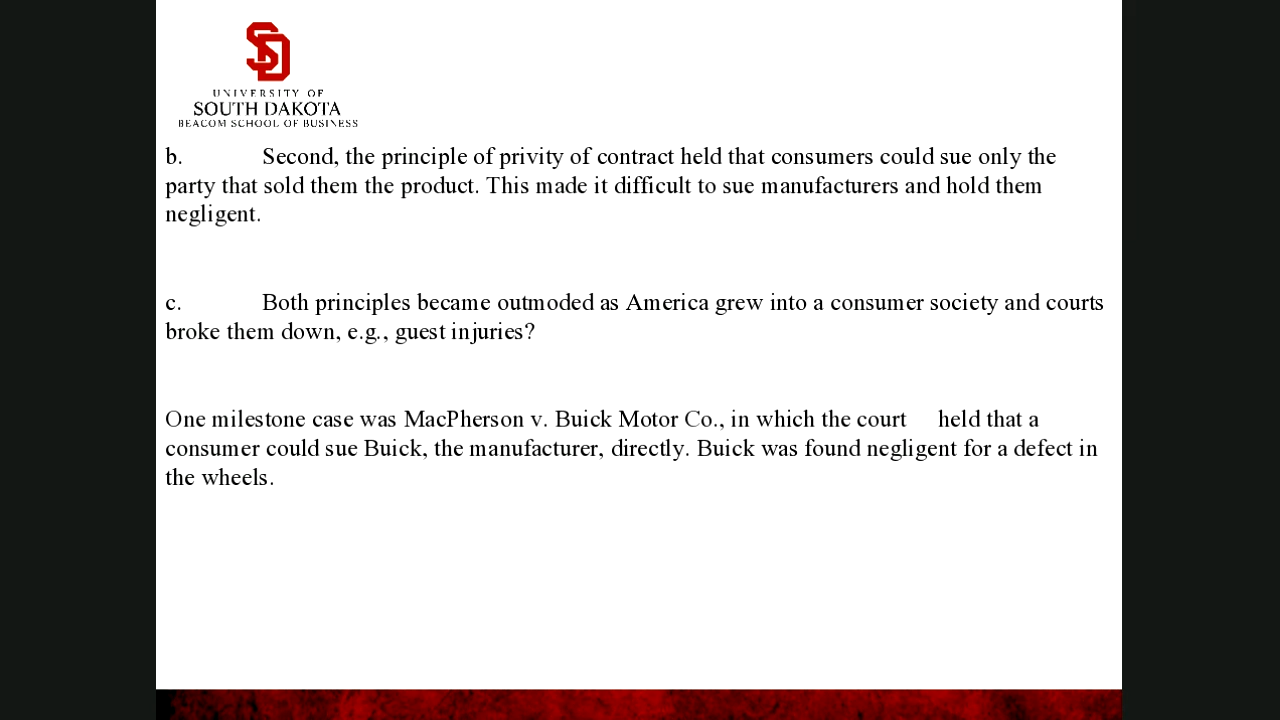 UNIVERSITY OF
SOUTH DAKOTA
BEACOM SCHOOL OF BUSINESS
b. Second, the principle of privity of contract held that consumers could sue only the
party that sold them the product. This made it difficult to sue manufacturers and hold them
negligent.
c. Both principles became outmoded as America grew into a consumer society and courts
broke them down, e.g., guest injuries?
One milestone case was MacPherson v. Buick Motor Co., in which the court held that a
consumer could sue Buick, the manufacturer, directly. Buick was found negligent for a defect in
the wheels.